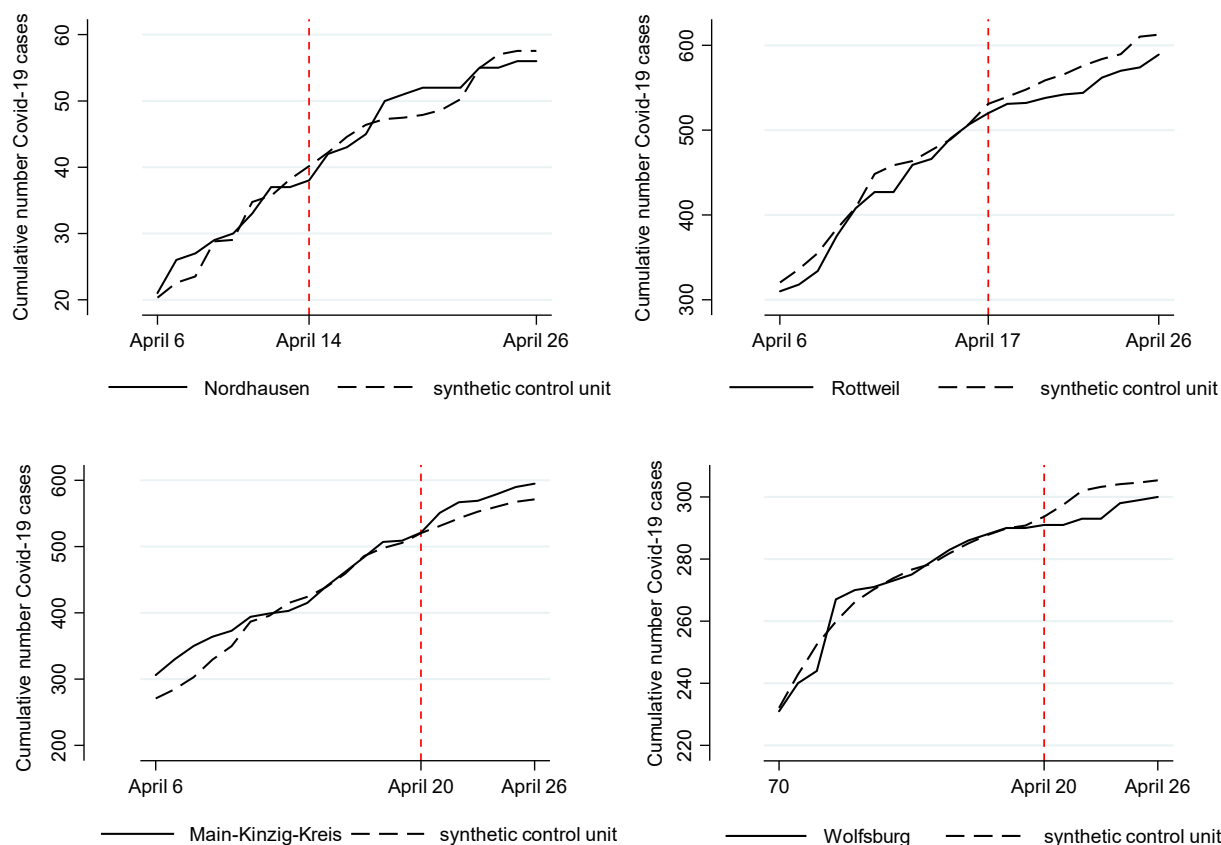 Cumulative number Covid-19 cases
60
50
40
30
20
April 6 April 14 April 26
Nordhausen synthetic control unit
Cumulative number Covid-19 cases
600
500
400
300
April 6 April 17 April 26
Rottweil synthetic control unit
Cumulative number Covid-19 cases
600
500
400
300
200
April 6 April 20 April 26
Main-Kinzig-Kreis synthetic control unit
Cumulative number Covid-19 cases
300
280
260
240
220
70 April 20 April 26
Wolfsburg synthetic control unit